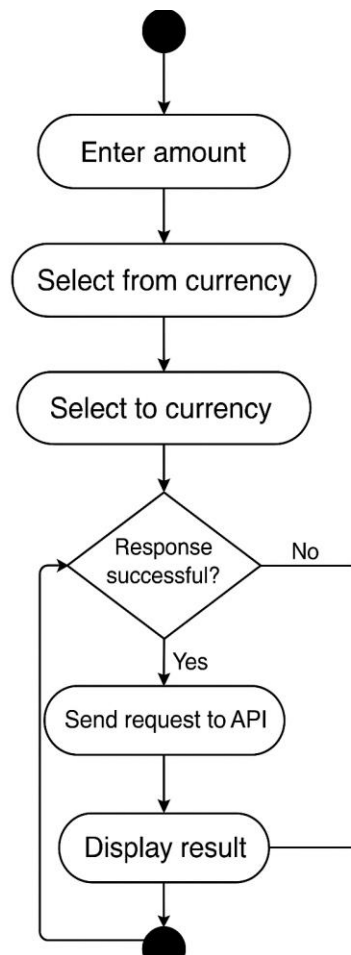 Enter amount
Select from currency
Select to currency
Response
successful?
No
Yes
Send request to API
Display result